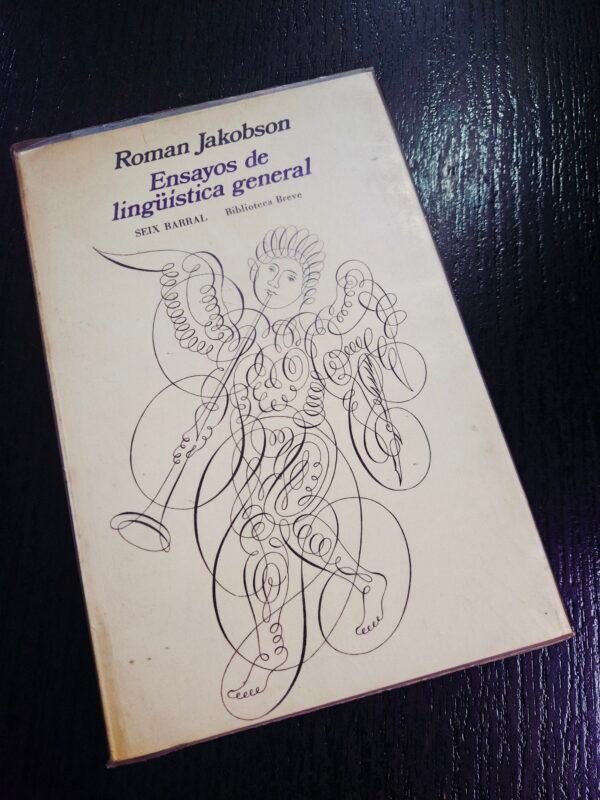 Roman Jakobson
Ensayos de
lingüística general
SEIX BARRAL Biblioteca Breve